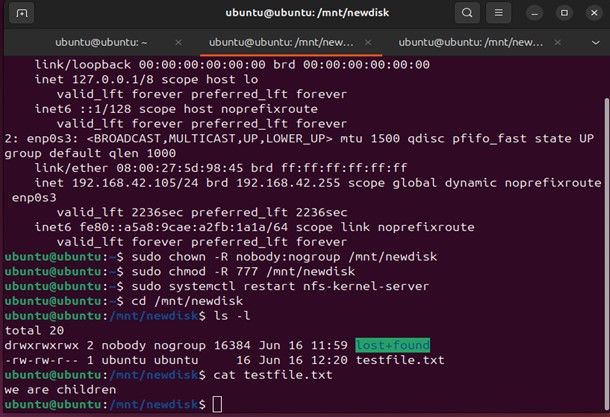 ubuntu@ubuntu: /mnt/newdisk
ubuntu@ubuntu: ~
ubuntu@ubuntu: /mnt/new...
ubuntu@ubuntu: /mnt/new...
link/loopback 00:00:00:00:00:00 brd 00:00:00:00:00:00
inet 127.0.0.1/8 scope host lo
valid_lft forever preferred_lft forever
inet6 ::1/128 scope host noprefixroute
valid_lft forever preferred_lft forever
2: enp0s3: <BROADCAST,MULTICAST,UP,LOWER_UP> mtu 1500 qdisc pfifo_fast state UP
group default qlen 1000
link/ether 08:00:27:5d:98:45 brd ff:ff:ff:ff:ff:ff
inet 192.168.42.105/24 brd 192.168.42.255 scope global dynamic noprefixroute
enp0s3
valid_lft 2236sec preferred_lft 2236sec
inet6 fe80::a5a8:9cae:a2fb:1a1a/64 scope link noprefixroute
valid_lft forever preferred_lft forever
ubuntu@ubuntu:~$ sudo chown -R nobody:nogroup /mnt/newdisk
ubuntu@ubuntu:~$ sudo chmod -R 777 /mnt/newdisk
ubuntu@ubuntu:~$ sudo systemctl restart nfs-kernel-server
ubuntu@ubuntu:~$ cd /mnt/newdisk
ubuntu@ubuntu:/mnt/newdisk$ ls -l
total 20
drwxrwxrwx 2 nobody nogroup 16384 Jun 16 11:59 lost+found
-rw-rw-r-- 1 ubuntu ubuntu 16 Jun 16 12:20 testfile.txt
ubuntu@ubuntu:/mnt/newdisk$ cat testfile.txt
we are children
ubuntu@ubuntu:/mnt/newdisk$